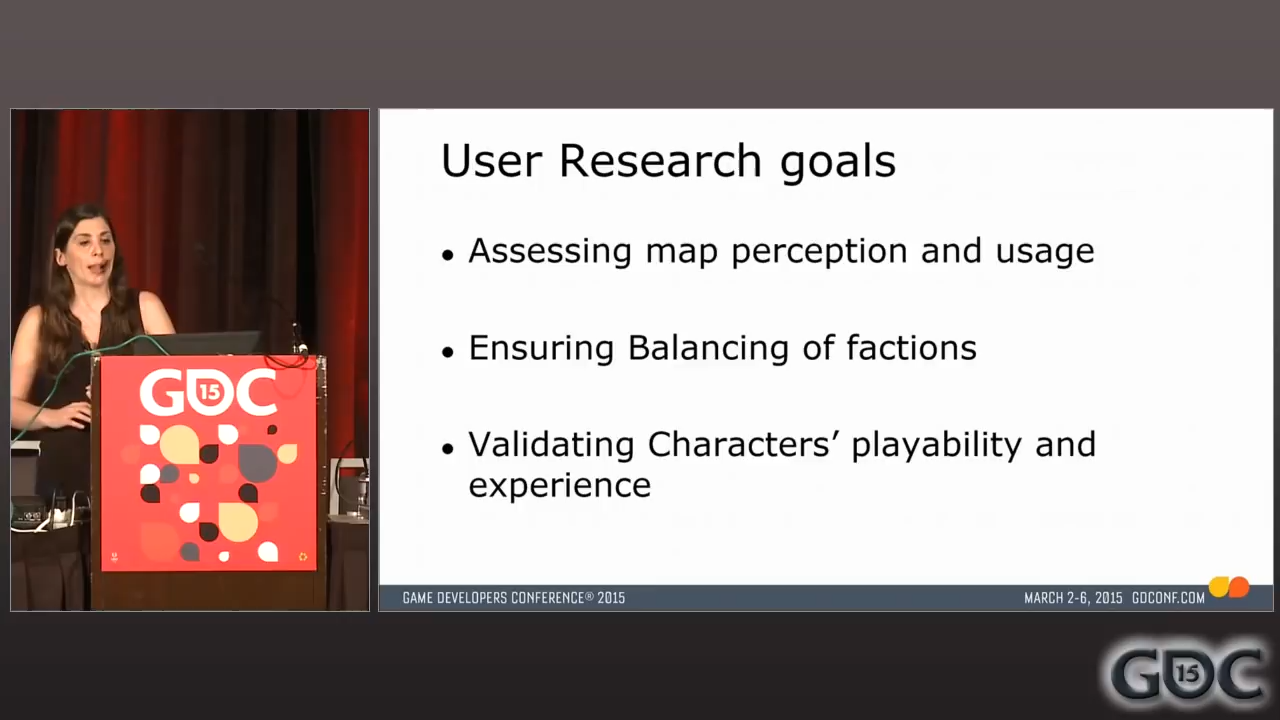 User Research goals
• Assessing map perception and usage
• Ensuring Balancing of factions
• Validating Characters’ playability and
experience
GDC
15
GAME DEVELOPERS CONFERENCE® 2015
MARCH 2-6, 2015 GDCONF.COM
GDC
15